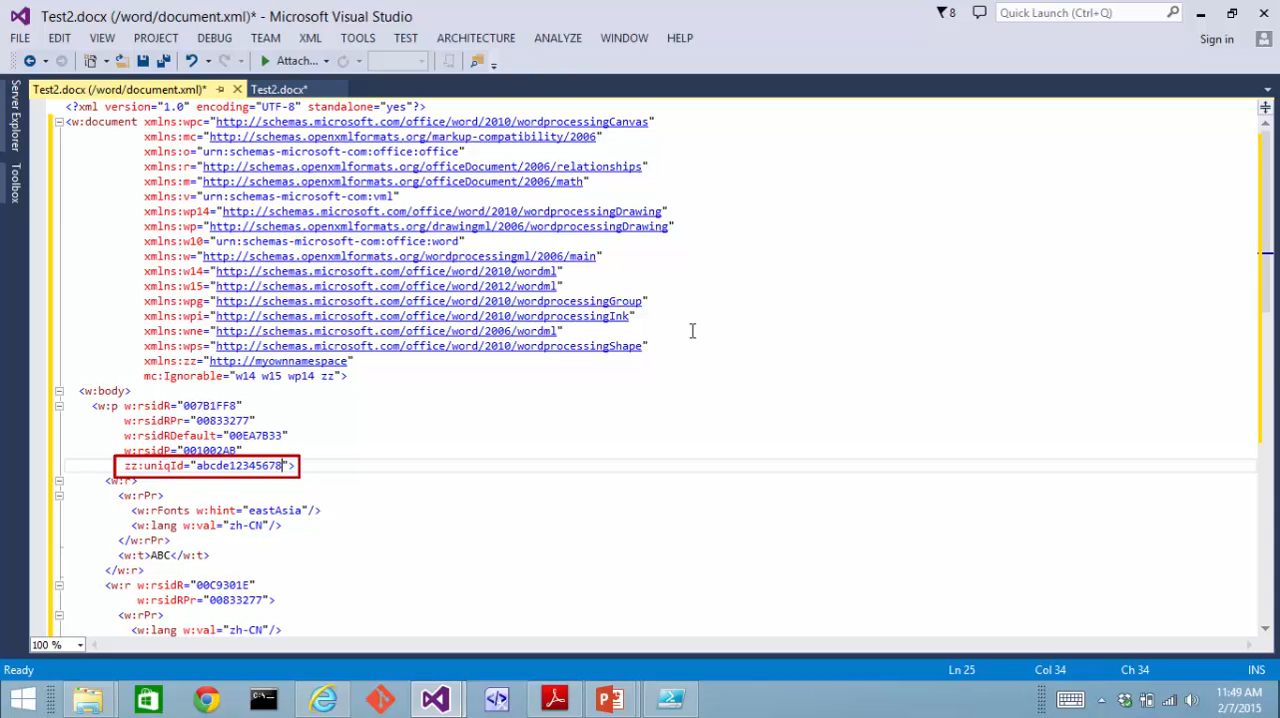 Test2.docx (/word/document.xml)* - Microsoft Visual Studio
8
Quick Launch (Ctrl+Q)
FILE EDIT VIEW PROJECT DEBUG TEAM XML TOOLS TEST ARCHITECTURE ANALYZE WINDOW HELP
Sign in
Attach...
Server Explorer
Toolbox
Test2.docx (/word/document.xml)* Test2.docx*
<?xml version="1.0" encoding="UTF-8" standalone="yes"?>
<w:document xmlns:wpc="http://schemas.microsoft.com/office/word/2010/wordprocessingCanvas"
xmlns:mc="http://schemas.openxmlformats.org/markup-compatibility/2006"
xmlns:o="urn:schemas-microsoft-com:office:office"
xmlns:r="http://schemas.openxmlformats.org/officeDocument/2006/relationships"
xmlns:m="http://schemas.openxmlformats.org/officeDocument/2006/math"
xmlns:v="urn:schemas-microsoft-com:vml"
xmlns:wp14="http://schemas.microsoft.com/office/word/2010/wordprocessingDrawing"
xmlns:wp="http://schemas.openxmlformats.org/drawingml/2006/wordprocessingDrawing"
xmlns:w10="urn:schemas-microsoft-com:office:word"
xmlns:w="http://schemas.openxmlformats.org/wordprocessingml/2006/main"
xmlns:w14="http://schemas.microsoft.com/office/word/2010/wordml"
xmlns:w15="http://schemas.microsoft.com/office/word/2012/wordml"
xmlns:wpg="http://schemas.microsoft.com/office/word/2010/wordprocessingGroup"
xmlns:wpi="http://schemas.microsoft.com/office/word/2010/wordprocessingInk"
xmlns:wne="http://schemas.microsoft.com/office/word/2006/wordml"
xmlns:wps="http://schemas.microsoft.com/office/word/2010/wordprocessingShape"
xmlns:zz="http://myownnamespace"
mc:Ignorable="w14 w15 wp14 zz">
<w:body>
<w:p w:rsidR="007B1FF8"
w:rsidRPr="00833277"
w:rsidRDefault="00EA7B33"
w:rsidP="001002AB"
zz:uniqId="abcde12345678">
<w:r>
<w:rPr>
<w:rFonts w:hint="eastAsia"/>
<w:lang w:val="zh-CN"/>
</w:rPr>
<w:t>ABC</w:t>
</w:r>
<w:r w:rsidR="00C9301E"
w:rsidRPr="00833277">
<w:rPr>
<w:lang w:val="zh-CN"/>
100 %
Ready
Ln 25 Col 34 Ch 34 INS
11:49 AM
2/7/2015